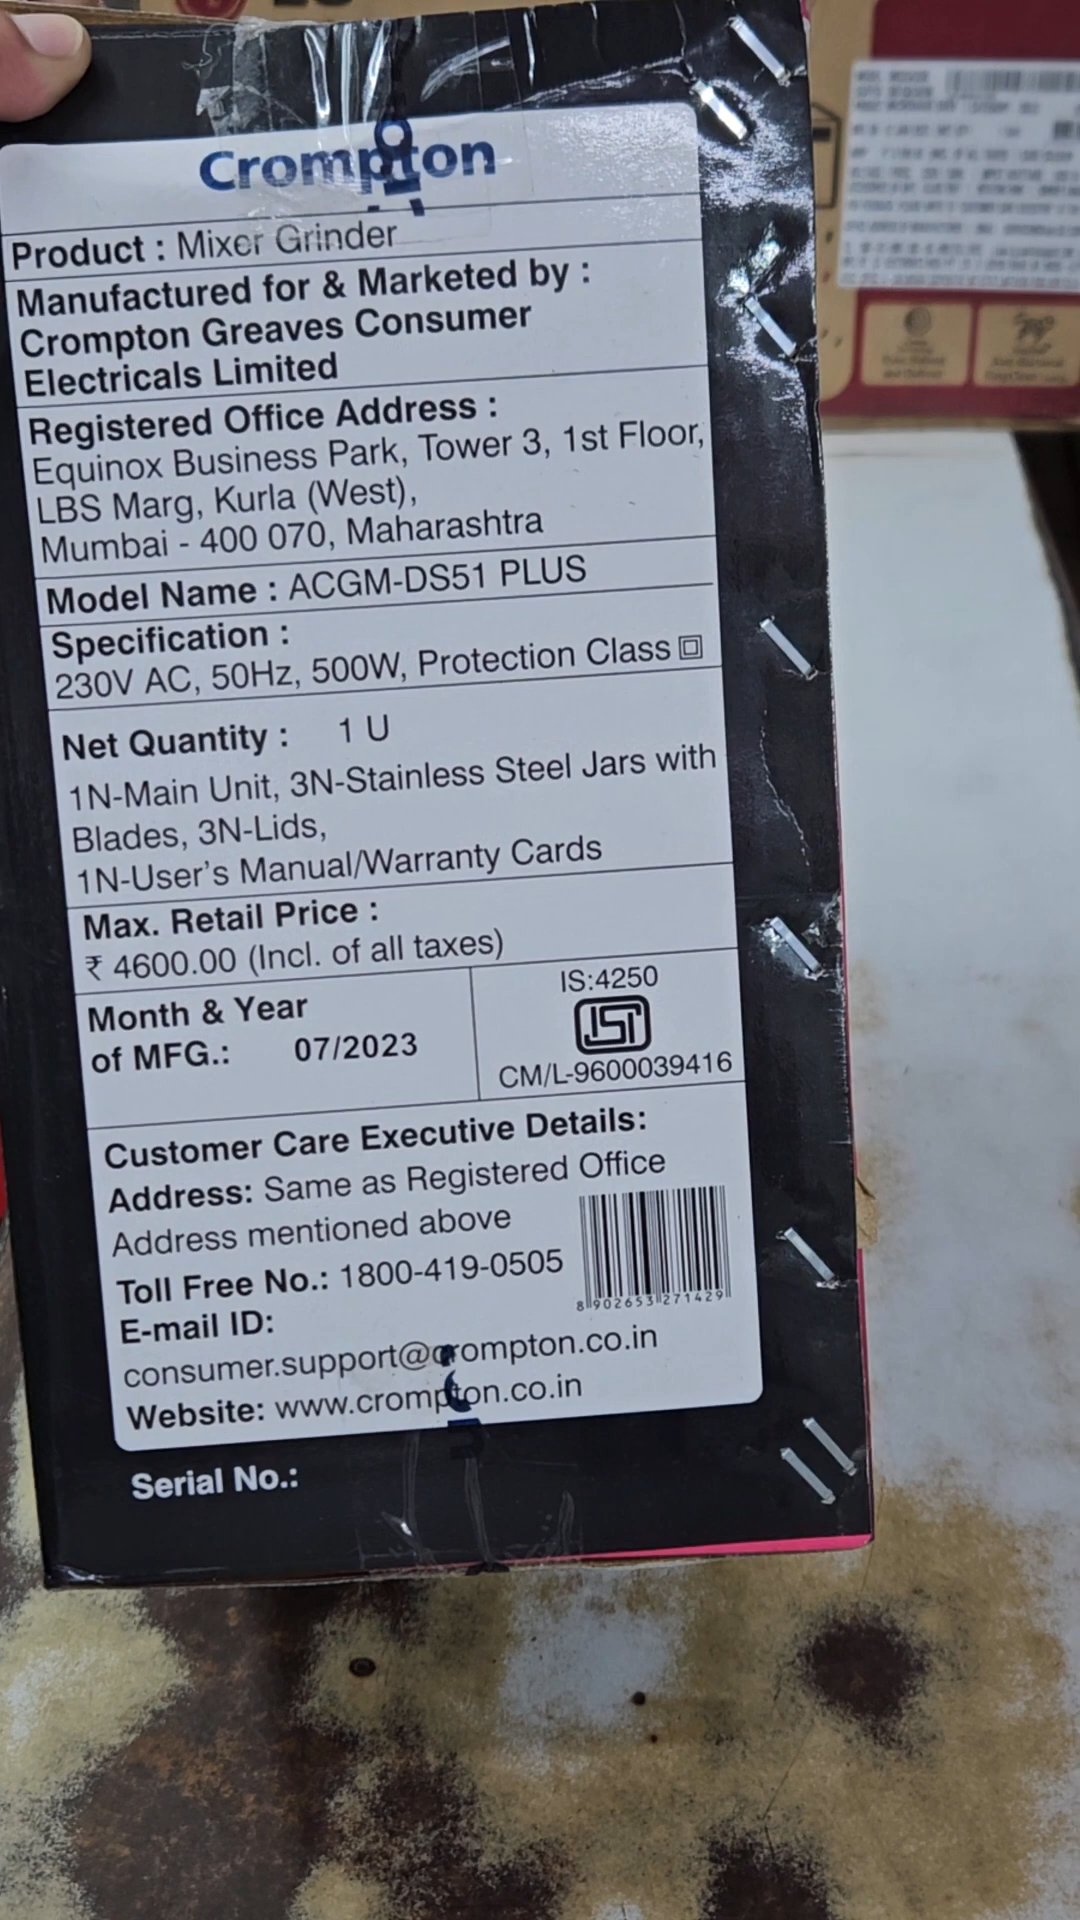 Crompton
Product : Mixer Grinder
Manufactured for & Marketed by :
Crompton Greaves Consumer
Electricals Limited
Registered Office Address :
Equinox Business Park, Tower 3, 1st Floor,
LBS Marg, Kurla (West),
Mumbai - 400 070, Maharashtra
Model Name : ACGM-DS51 PLUS
Specification :
230V AC, 50Hz, 500W, Protection Class
Net Quantity : 1 U
1N-Main Unit, 3N-Stainless Steel Jars with
Blades, 3N-Lids,
1N-User's Manual/Warranty Cards
Max. Retail Price :
₹ 4600.00 (Incl. of all taxes)
Month & Year
of MFG.: 07/2023
IS:4250
ISI
CM/L-9600039416
Customer Care Executive Details:
Address: Same as Registered Office
Address mentioned above
Toll Free No.: 1800-419-0505
E-mail ID:
consumer.support@crompton.co.in
Website: www.crompton.co.in
8 902653 271429
Serial No.: